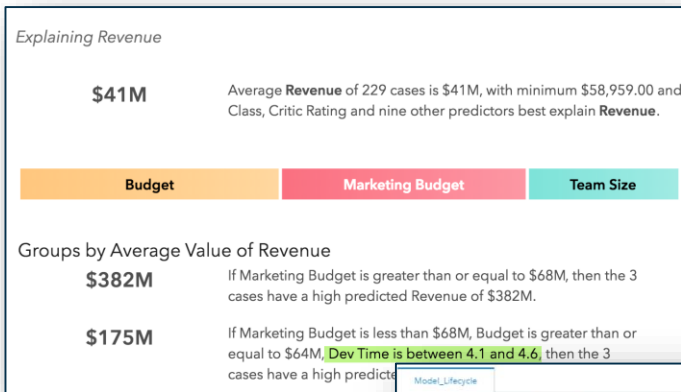 Explaining Revenue
$41M
Average Revenue of 229 cases is $41M, with minimum $58,959.00 and
Class, Critic Rating and nine other predictors best explain Revenue.
Budget Marketing Budget Team Size
Groups by Average Value of Revenue
$382M
If Marketing Budget is greater than or equal to $68M, then the 3
cases have a high predicted Revenue of $382M.
$175M
If Marketing Budget is less than $68M, Budget is greater than or
equal to $64M, Dev Time is between 4.1 and 4.6, then the 3
cases have a high predicte
Model_Lifecycle